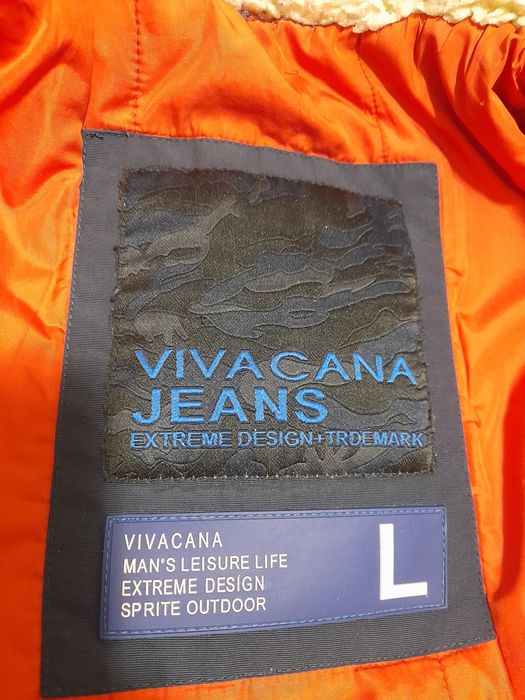 VIVACANA
JEANS
EXTREME DESIGN+TRDEMARK
VIVACANA
MAN'S LEISURE LIFE
EXTREME DESIGN
SPRITE OUTDOOR
L